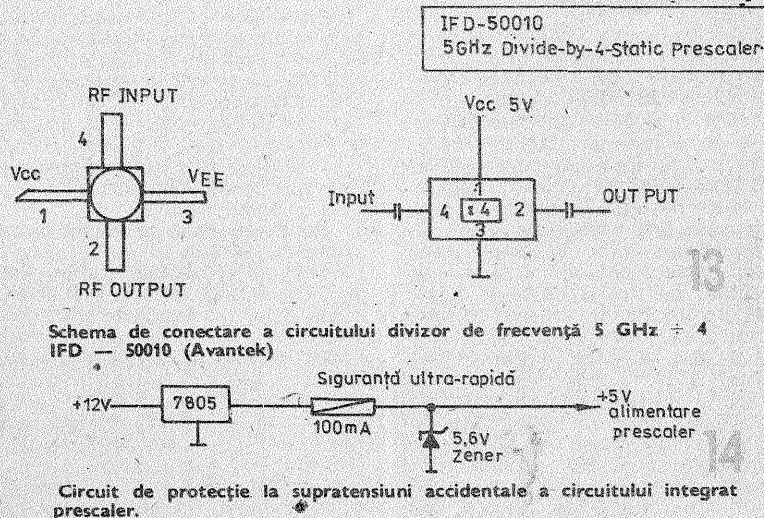 IFD-50010
5GHz Divide-by-4-Static Prescaler
RF INPUT
4
Vcc
1
VEE
3
2
RF OUTPUT
Vcc 5V
Input
1
4
: 4
2
3
OUTPUT
13
Schema de conectare a circuitului divizor de frecvență 5 GHz ÷ 4
IFD — 50010 (Avantek)
Siguranță ultra-rapidă
+12V
7805
100mA
5,6V
Zener
+5V
alimentare
prescaler
14
Circuit de protecție la supratensiuni accidentale a circuitului integrat
prescaler.